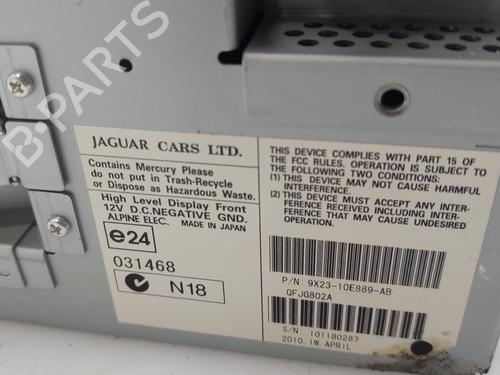 B-PARTS
JAGUAR CARS LTD.
Contains Mercury Please
do not put in Trash-Recycle
or Dispose as Hazardous Waste.
High Level Display Front
12V D.C.NEGATIVE GND.
ALPINE ELEC. MADE IN JAPAN
e24
031468
N18
THIS DEVICE COMPLIES WITH PART 15 OF
THE FCC RULES. OPERATION IS SUBJECT
TO THE FOLLOWING TWO CONDITIONS:
(1) THIS DEVICE MAY NOT CAUSE HARMFUL
INTERFERENCE.
(2) THIS DEVICE MUST ACCEPT ANY INTER-
FERENCE RECEIVED INCLUDING INTER-
FERENCE THAT MAY CAUSE UNDESIRED
OPERATION.
P/N: 9X23-10E889-AB
QFJG802A
S/N 101180287
2010. IW. APRIL